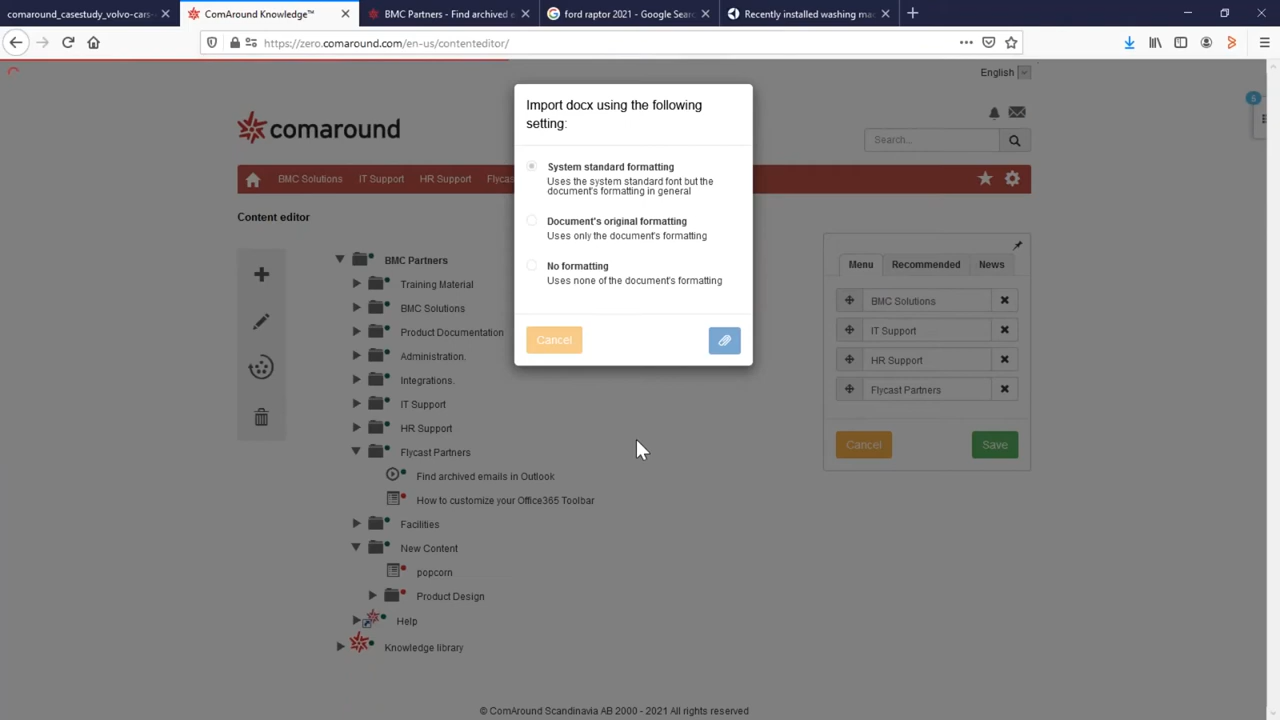 comaround_casestudy_volvo-cars-
ComAround Knowledge™
BMC Partners - Find archived e
ford raptor 2021 - Google Sear
Recently installed washing ma
https://zero.comaround.com/en-us/contenteditor/
English
5
comaround
Search...
BMC Solutions
IT Support
HR Support
Flycas
Content editor
Import docx using the following
setting:
System standard formatting
Uses the system standard font but the
document's formatting in general
Document's original formatting
Uses only the document's formatting
No formatting
Uses none of the document's formatting
Cancel
BMC Partners
Training Material
BMC Solutions
Product Documentation
Administration.
Integrations.
IT Support
HR Support
Flycast Partners
Find archived emails in Outlook
How to customize your Office365 Toolbar
Facilities
New Content
popcorn
Product Design
Help
Knowledge library
Menu
Recommended
News
BMC Solutions
IT Support
HR Support
Flycast Partners
Cancel
Save
© ComAround Scandinavia AB 2000 - 2021 All rights reserved